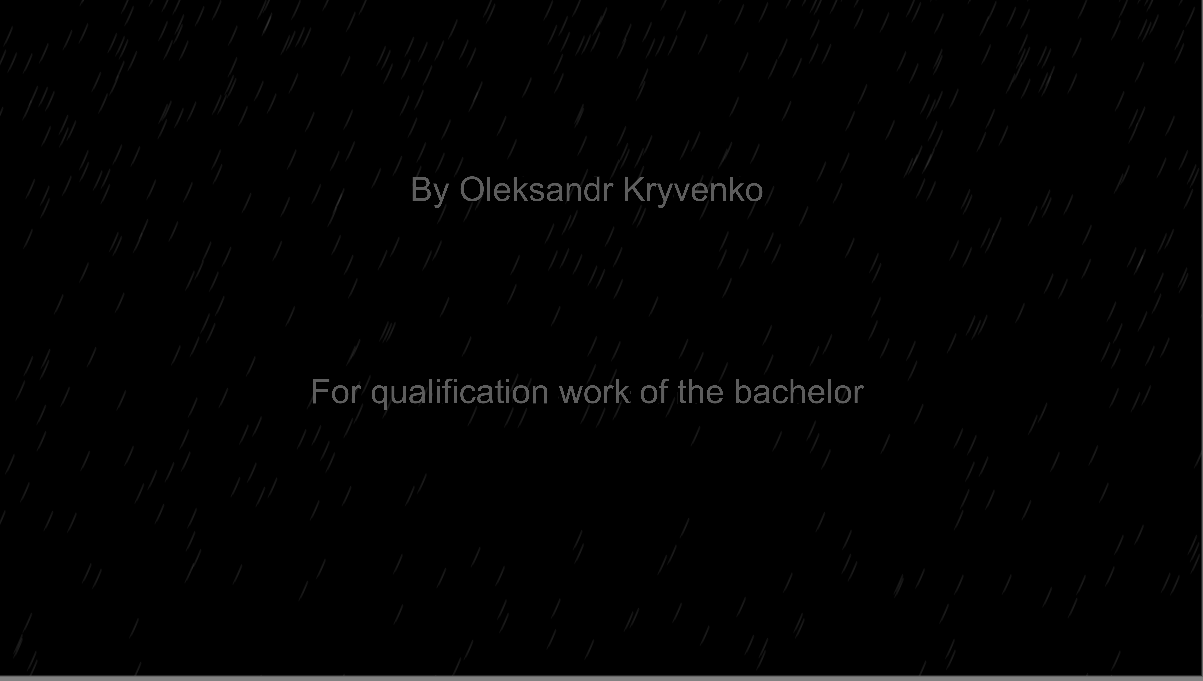 By Oleksandr Kryvenko
For qualification work of the bachelor